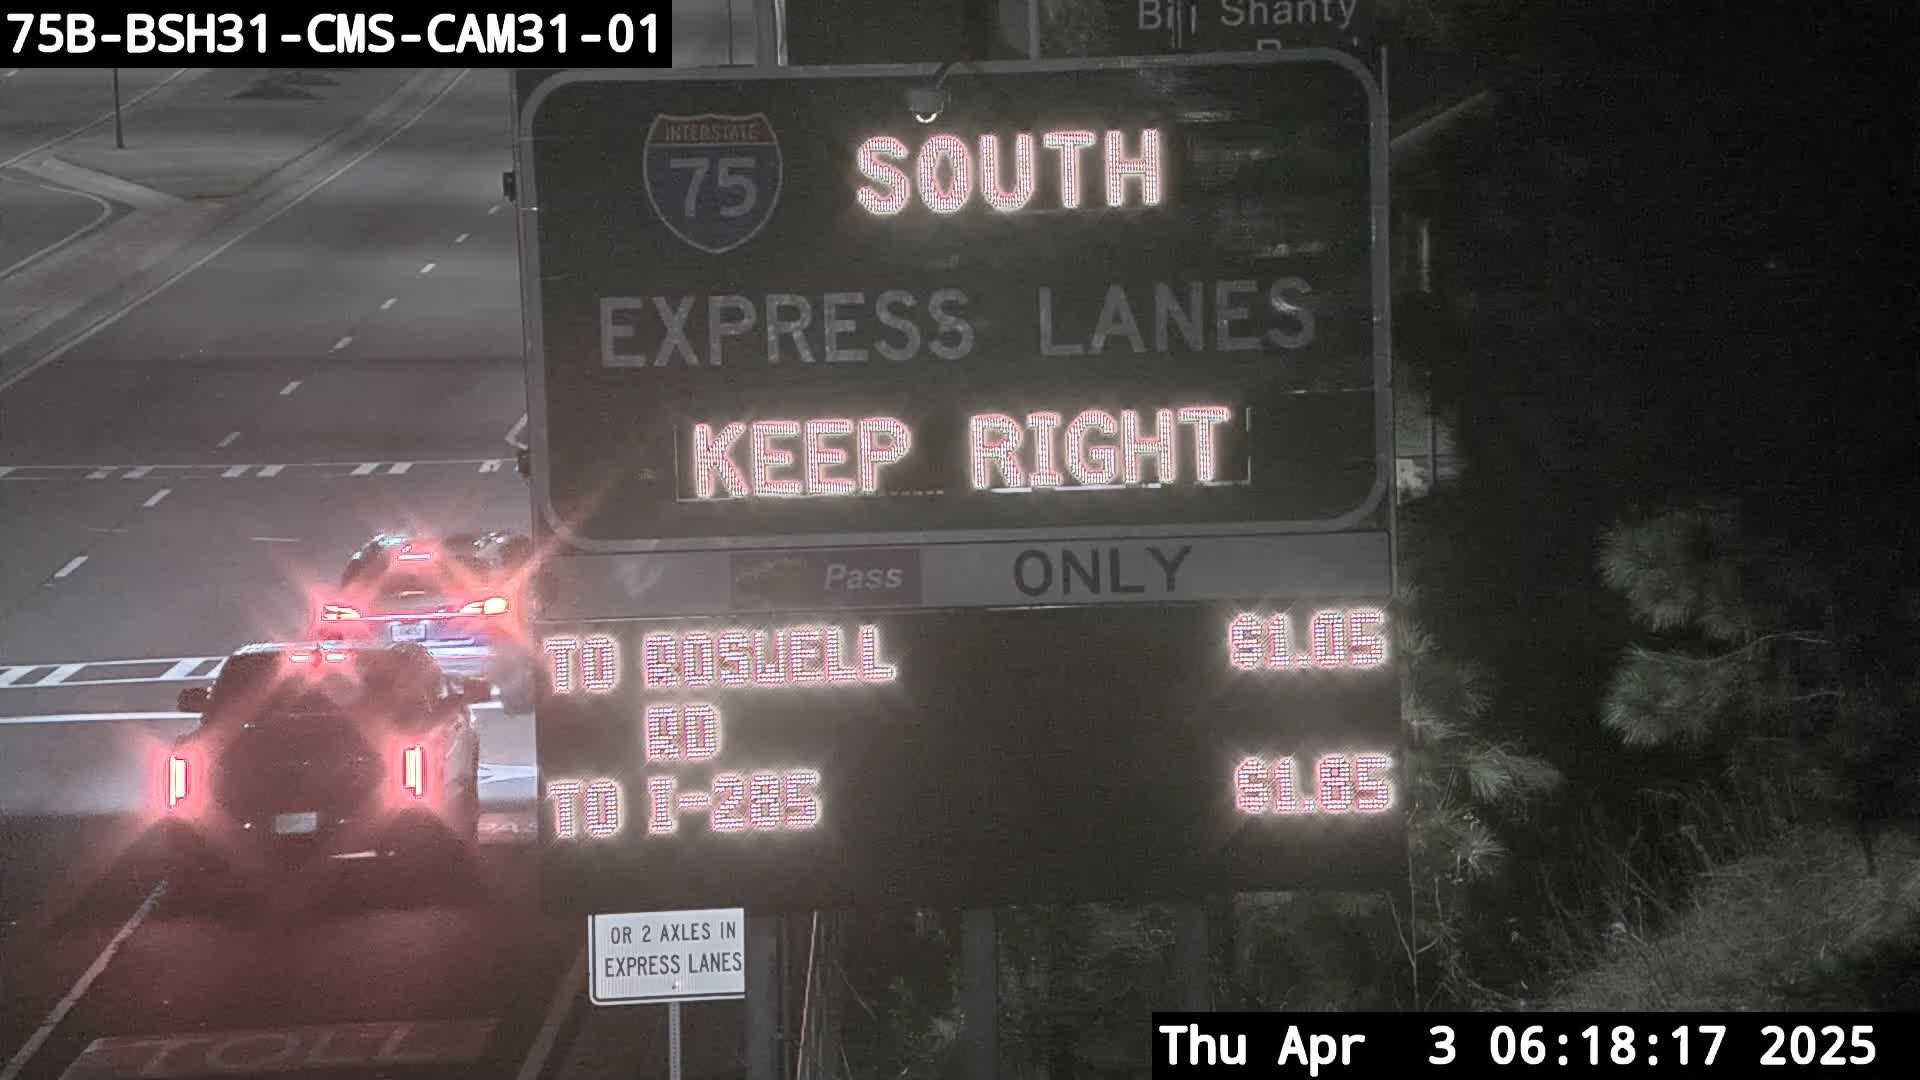 75B-BSH31-CMS-CAM31-01
Shanty
INTERSTATE
75
SOUTH
EXPRESS LANES
KEEP RIGHT
Pass ONLY
TO ROSWELL $1.05
RD
TO I-285 $1.85
OR 2 AXLES IN
EXPRESS LANES
TOLL
Thu Apr 3 06:18:17 2025